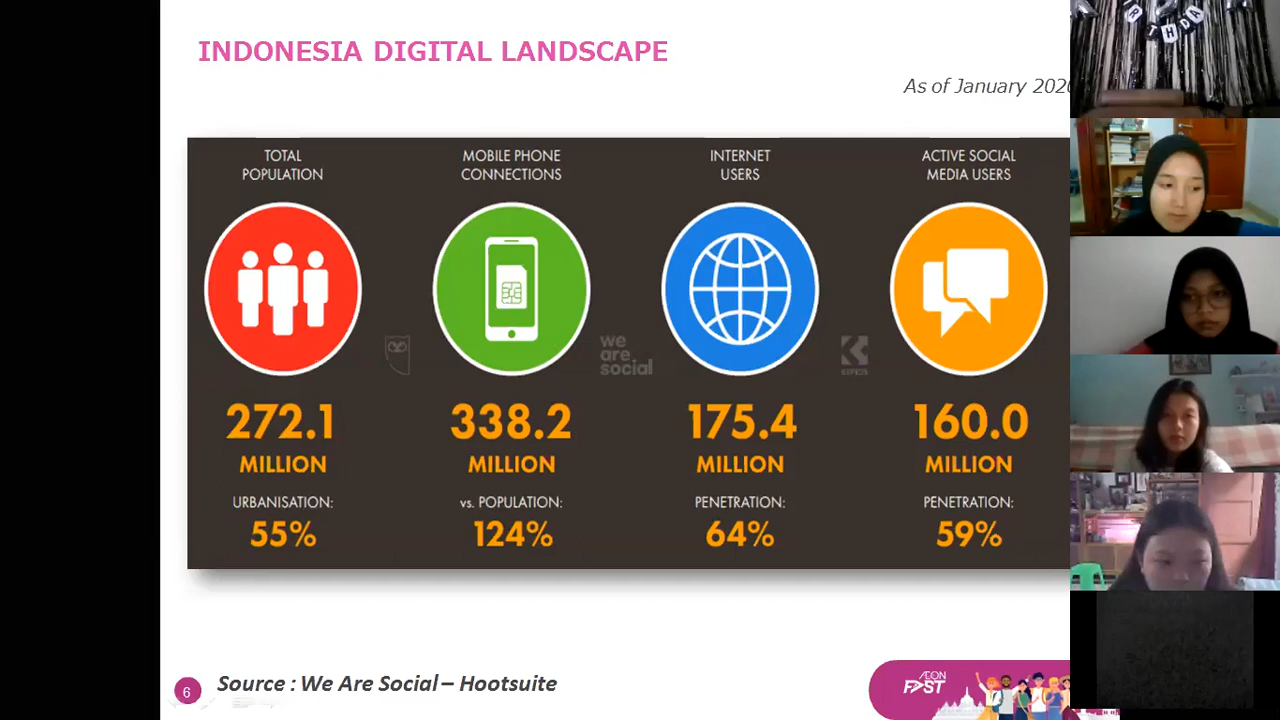 INDONESIA DIGITAL LANDSCAPE
As of January 2020
TOTAL
POPULATION
MOBILE PHONE
CONNECTIONS
INTERNET
USERS
ACTIVE SOCIAL
MEDIA USERS
we
are
social
KEPIOS
272.1
MILLION
338.2
MILLION
175.4
MILLION
160.0
MILLION
URBANISATION:
55%
vs. POPULATION:
124%
PENETRATION:
64%
PENETRATION:
59%
6
Source : We Are Social – Hootsuite
ÆON
FAST